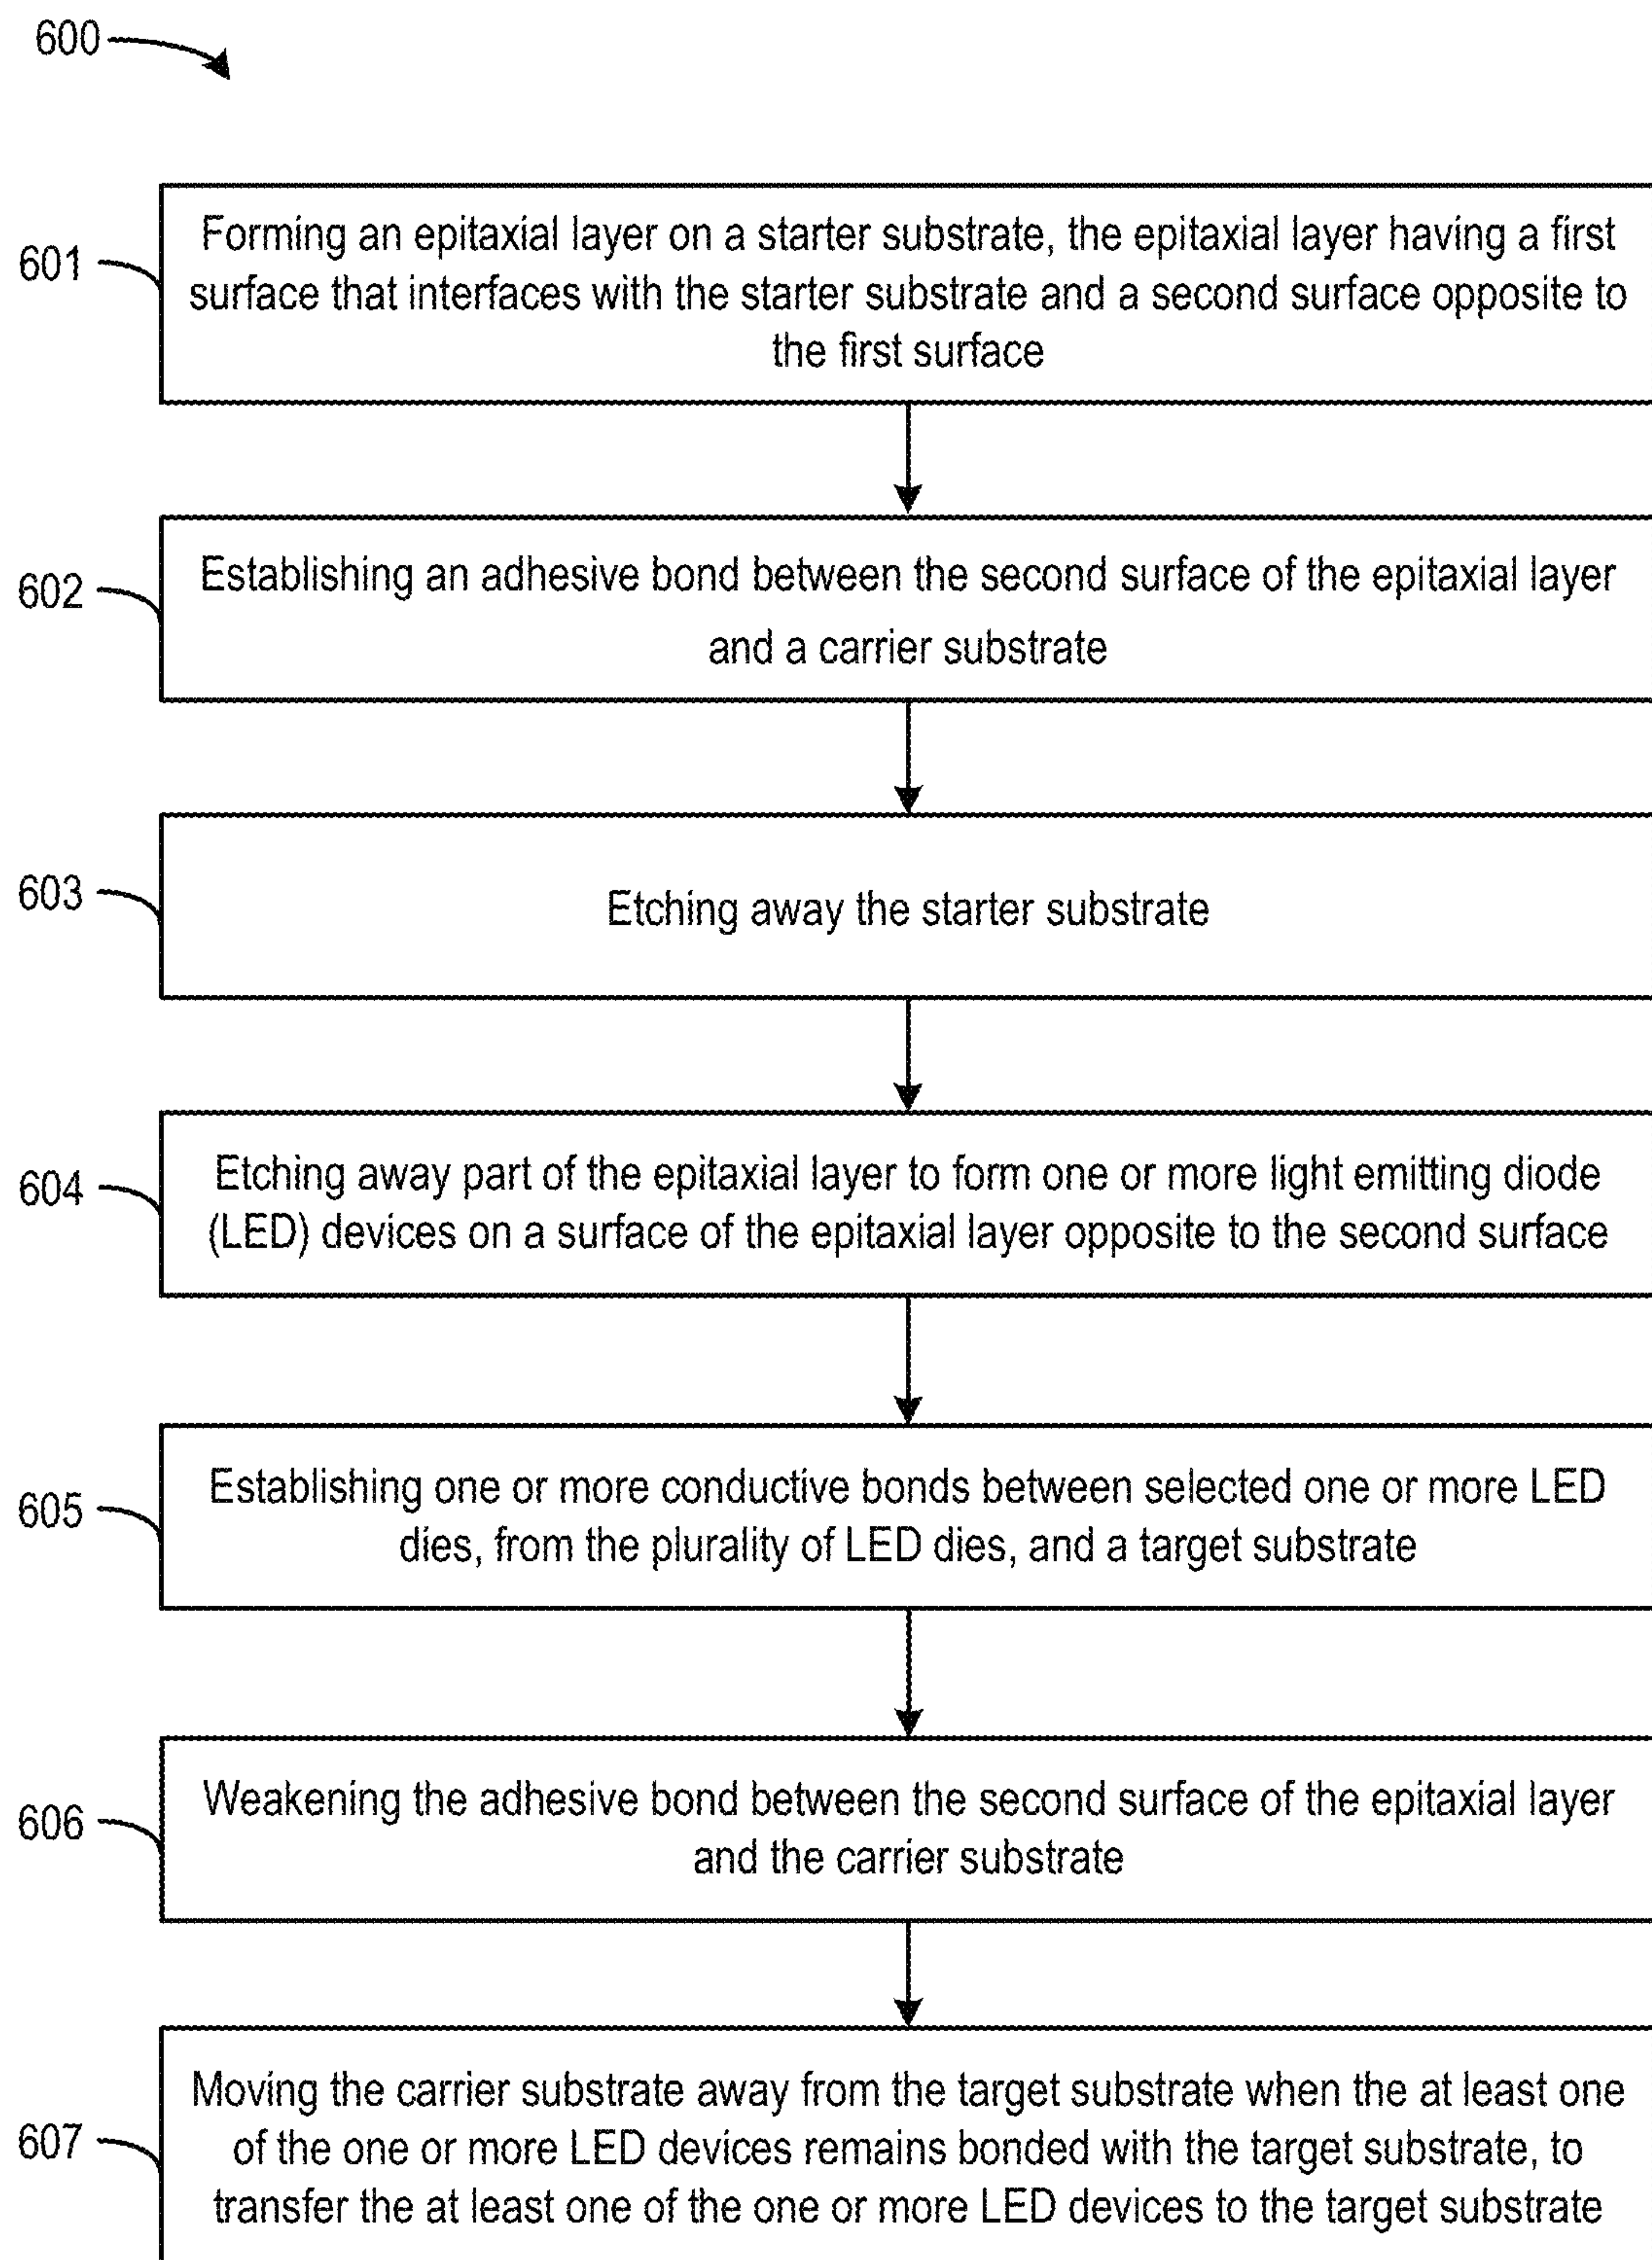 600
601
Forming an epitaxial layer on a starter substrate, the epitaxial layer having a first
surface that interfaces with the starter substrate and a second surface opposite to
the first surface
602
Establishing an adhesive bond between the second surface of the epitaxial layer
and a carrier substrate
603
Etching away the starter substrate
604
Etching away part of the epitaxial layer to form one or more light emitting diode
(LED) devices on a surface of the epitaxial layer opposite to the second surface
605
Establishing one or more conductive bonds between selected one or more LED
dies, from the plurality of LED dies, and a target substrate
606
Weakening the adhesive bond between the second surface of the epitaxial layer
and the carrier substrate
607
Moving the carrier substrate away from the target substrate when the at least one
of the one or more LED devices remains bonded with the target substrate, to
transfer the at least one of the one or more LED devices to the target substrate